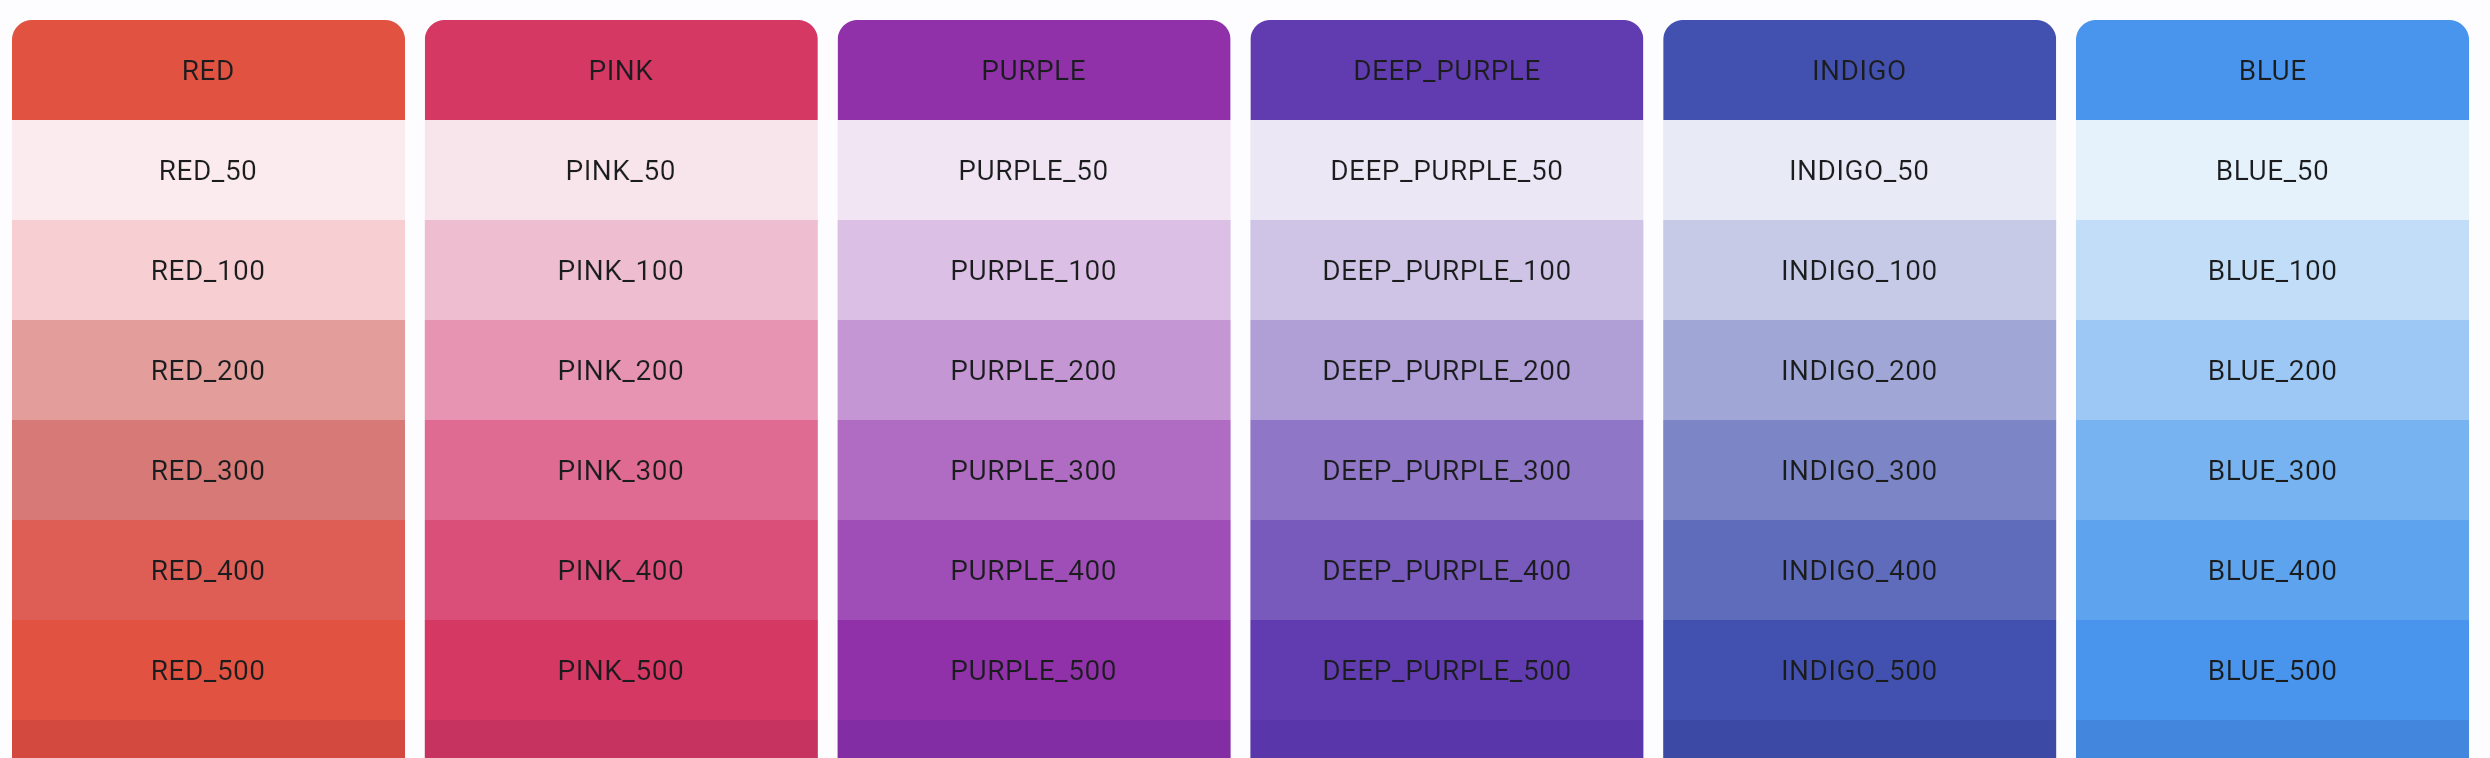 RED
RED_50
RED_100
RED_200
RED_300
RED_400
RED_500
PINK
PINK_50
PINK_100
PINK_200
PINK_300
PINK_400
PINK_500
PURPLE
PURPLE_50
PURPLE_100
PURPLE_200
PURPLE_300
PURPLE_400
PURPLE_500
DEEP_PURPLE
DEEP_PURPLE_50
DEEP_PURPLE_100
DEEP_PURPLE_200
DEEP_PURPLE_300
DEEP_PURPLE_400
DEEP_PURPLE_500
INDIGO
INDIGO_50
INDIGO_100
INDIGO_200
INDIGO_300
INDIGO_400
INDIGO_500
BLUE
BLUE_50
BLUE_100
BLUE_200
BLUE_300
BLUE_400
BLUE_500